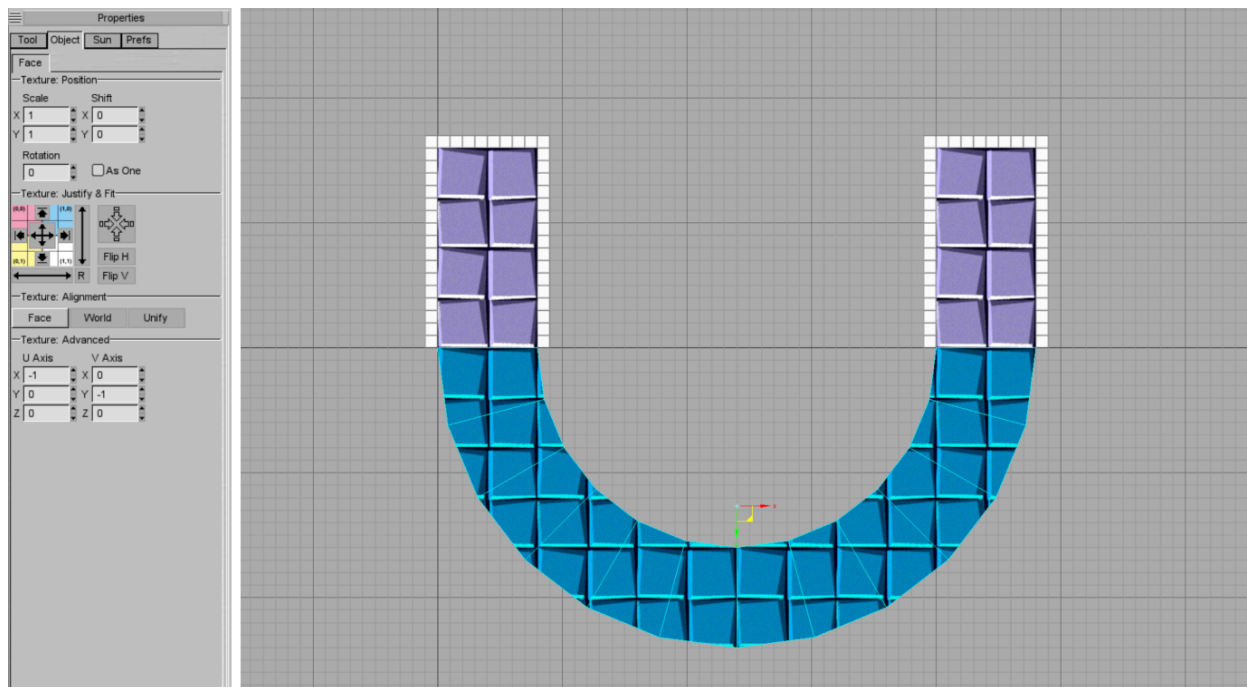 Properties
Tool Object Sun Prefs
Face
Texture: Position
Scale Shift
X 1 X 0
Y 1 Y 0
Rotation
0 As One
Texture: Justify & Fit
(0,0) (1,0)
(0,1) (1,1)
Flip H
R Flip V
Texture: Alignment
Face World Unify
Texture: Advanced
U Axis V Axis
X -1 X 0
Y 0 Y -1
Z 0 Z 0
x